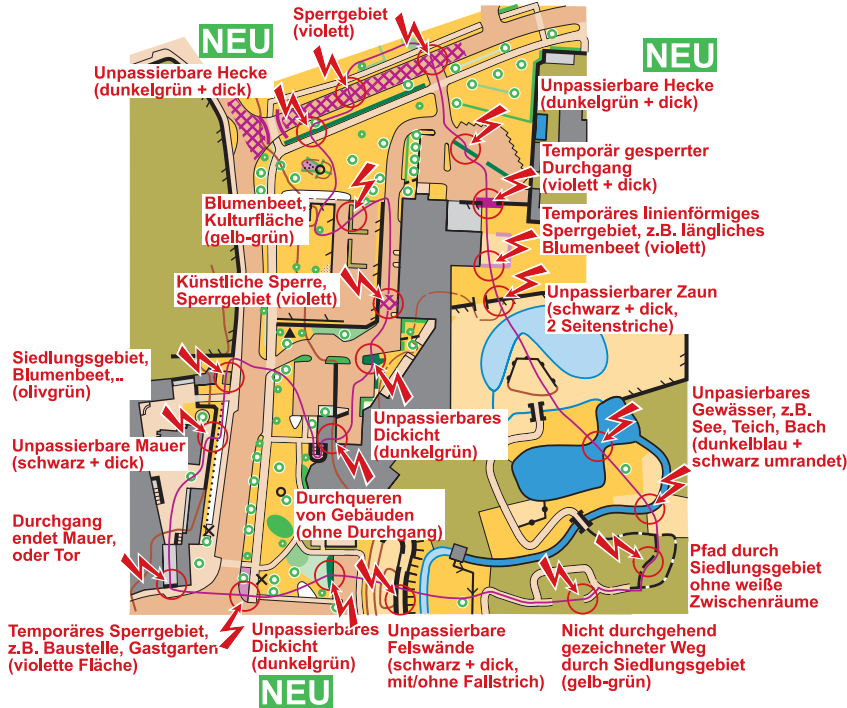 Sperrgebiet
(violett)
NEU
NEU
Unpassierbare Hecke
(dunkelgrün + dick)
Unpassierbare Hecke
(dunkelgrün + dick)
Temporär gesperrter
Durchgang
(violett + dick)
Blumenbeet,
Kulturfläche
(gelb-grün)
Temporäres linienförmiges
Sperrgebiet, z.B. längliches
Blumenbeet (violett)
Künstliche Sperre,
Sperrgebiet (violett)
Unpassierbarer Zaun
(schwarz + dick,
2 Seitenstriche)
Siedlungsgebiet,
Blumenbeet,..
(olivgrün)
Unpasierbares
Gewässer, z.B.
See, Teich, Bach
(dunkelblau +
schwarz umrandet)
Unpassierbares
Dickicht
(dunkelgrün)
Unpassierbare Mauer
(schwarz + dick)
Durchqueren
von Gebäuden
(ohne Durchgang)
Durchgang
endet Mauer,
oder Tor
Pfad durch
Siedlungsgebiet
ohne weiße
Zwischenräume
Temporäres Sperrgebiet,
z.B. Baustelle, Gastgarten
(violette Fläche)
Unpassierbares
Dickicht
(dunkelgrün)
NEU
Unpassierbare
Felswände
(schwarz + dick,
mit/ohne Fallstrich)
Nicht durchgehend
gezeichneter Weg
durch Siedlungsgebiet
(gelb-grün)